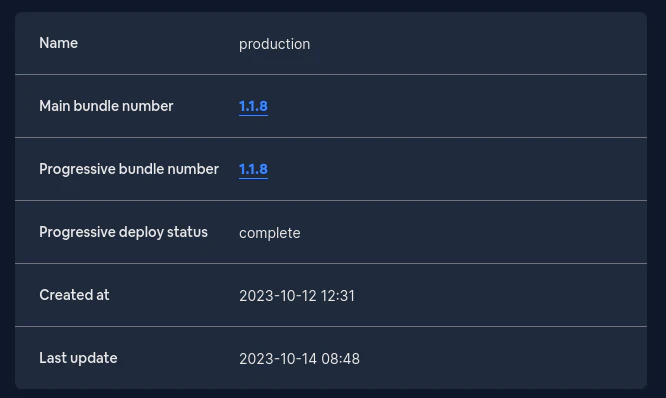 Name production
Main bundle number 1.1.8
Progressive bundle number 1.1.8
Progressive deploy status complete
Created at 2023-10-12 12:31
Last update 2023-10-14 08:48